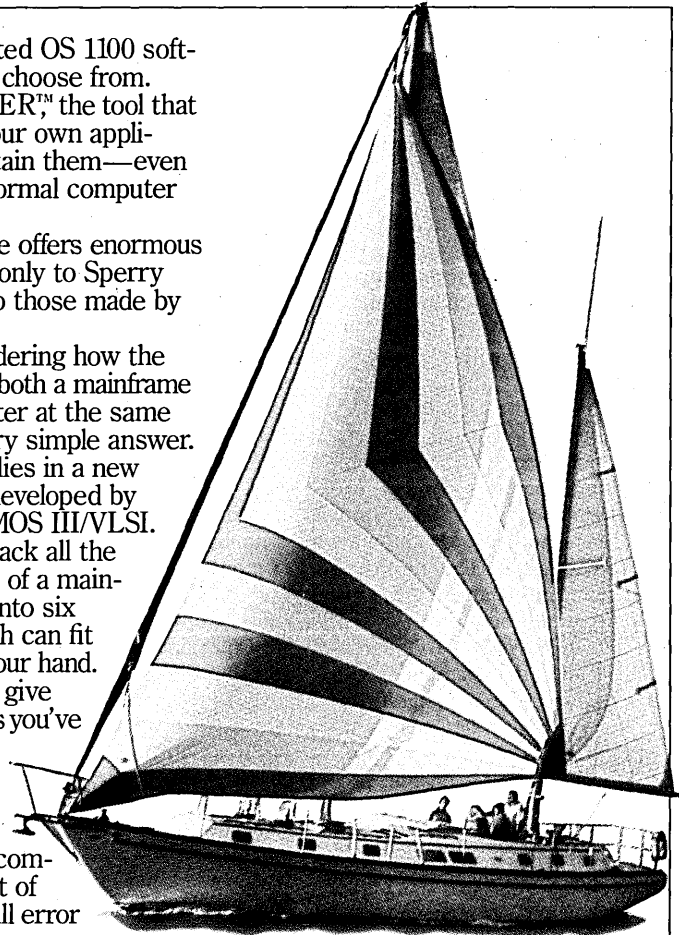 ted OS 1100 soft-
choose from.
ER,™ the tool that
ur own appli-
tain them—even
ormal computer
e offers enormous
only to Sperry
o those made by
dering how the
both a mainframe
ter at the same
ry simple answer.
lies in a new
developed by
MOS III/VLSI.
ack all the
of a main-
nto six
h can fit
our hand.
give
s you've
com-
t of
ll error